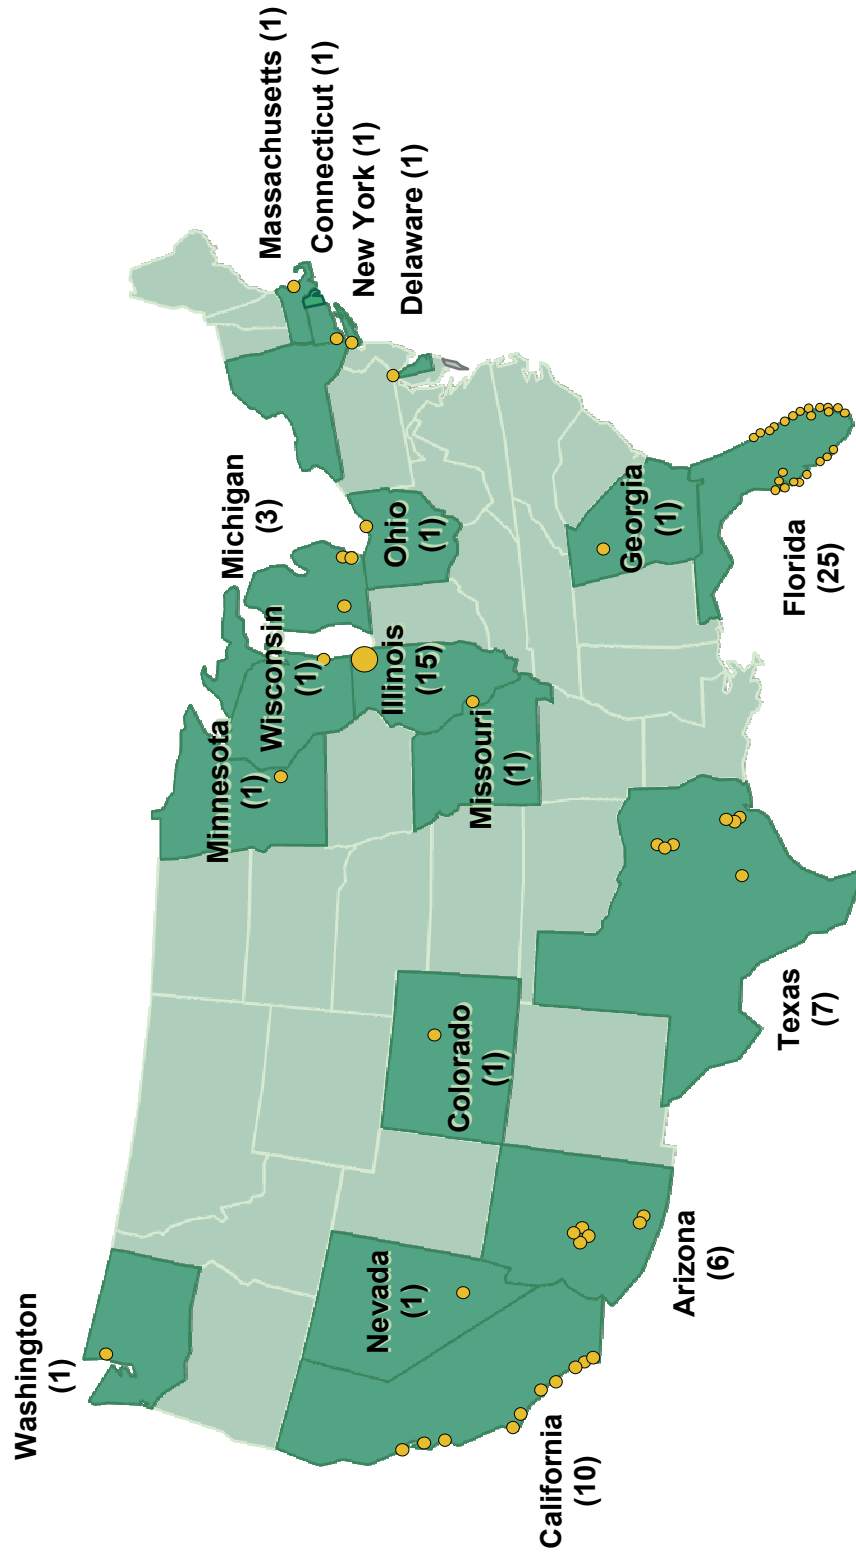 Washington
(1)
Minnesota
(1)
Wisconsin
(1)
Michigan
(3)
Massachusetts (1)
Connecticut (1)
New York (1)
Delaware (1)
Nevada
(1)
Colorado
(1)
Illinois
(15)
Ohio
(1)
Missouri
(1)
California
(10)
Arizona
(6)
Texas
(7)
Georgia
(1)
Florida
(25)